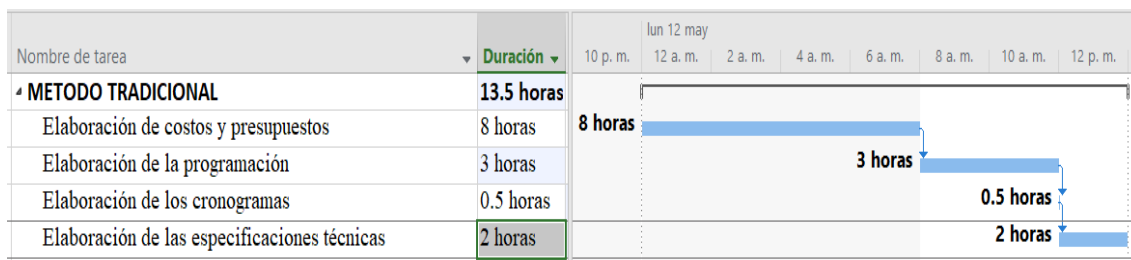 lun 12 may
Nombre de tarea Duración 10 p. m. 12 a. m. 2 a. m. 4 a. m. 6 a. m. 8 a. m. 10 a. m. 12 p. m.
METODO TRADICIONAL 13.5 horas
Elaboración de costos y presupuestos 8 horas 8 horas
Elaboración de la programación 3 horas 3 horas
Elaboración de los cronogramas 0.5 horas 0.5 horas
Elaboración de las especificaciones técnicas 2 horas 2 horas